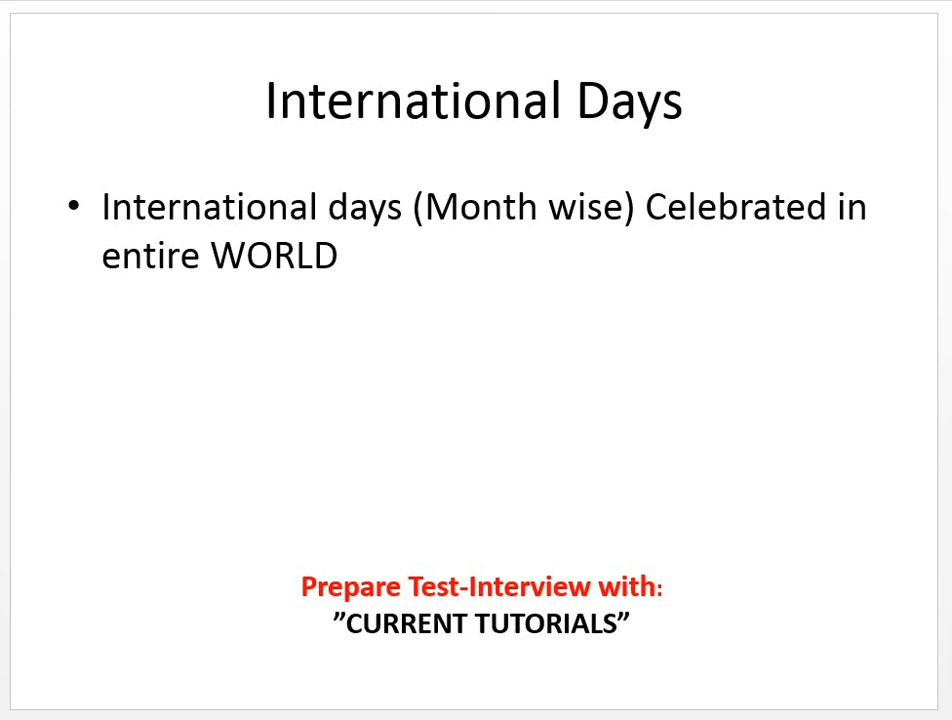 International Days
• International days (Month wise) Celebrated in
entire WORLD
Prepare Test-Interview with:
”CURRENT TUTORIALS”